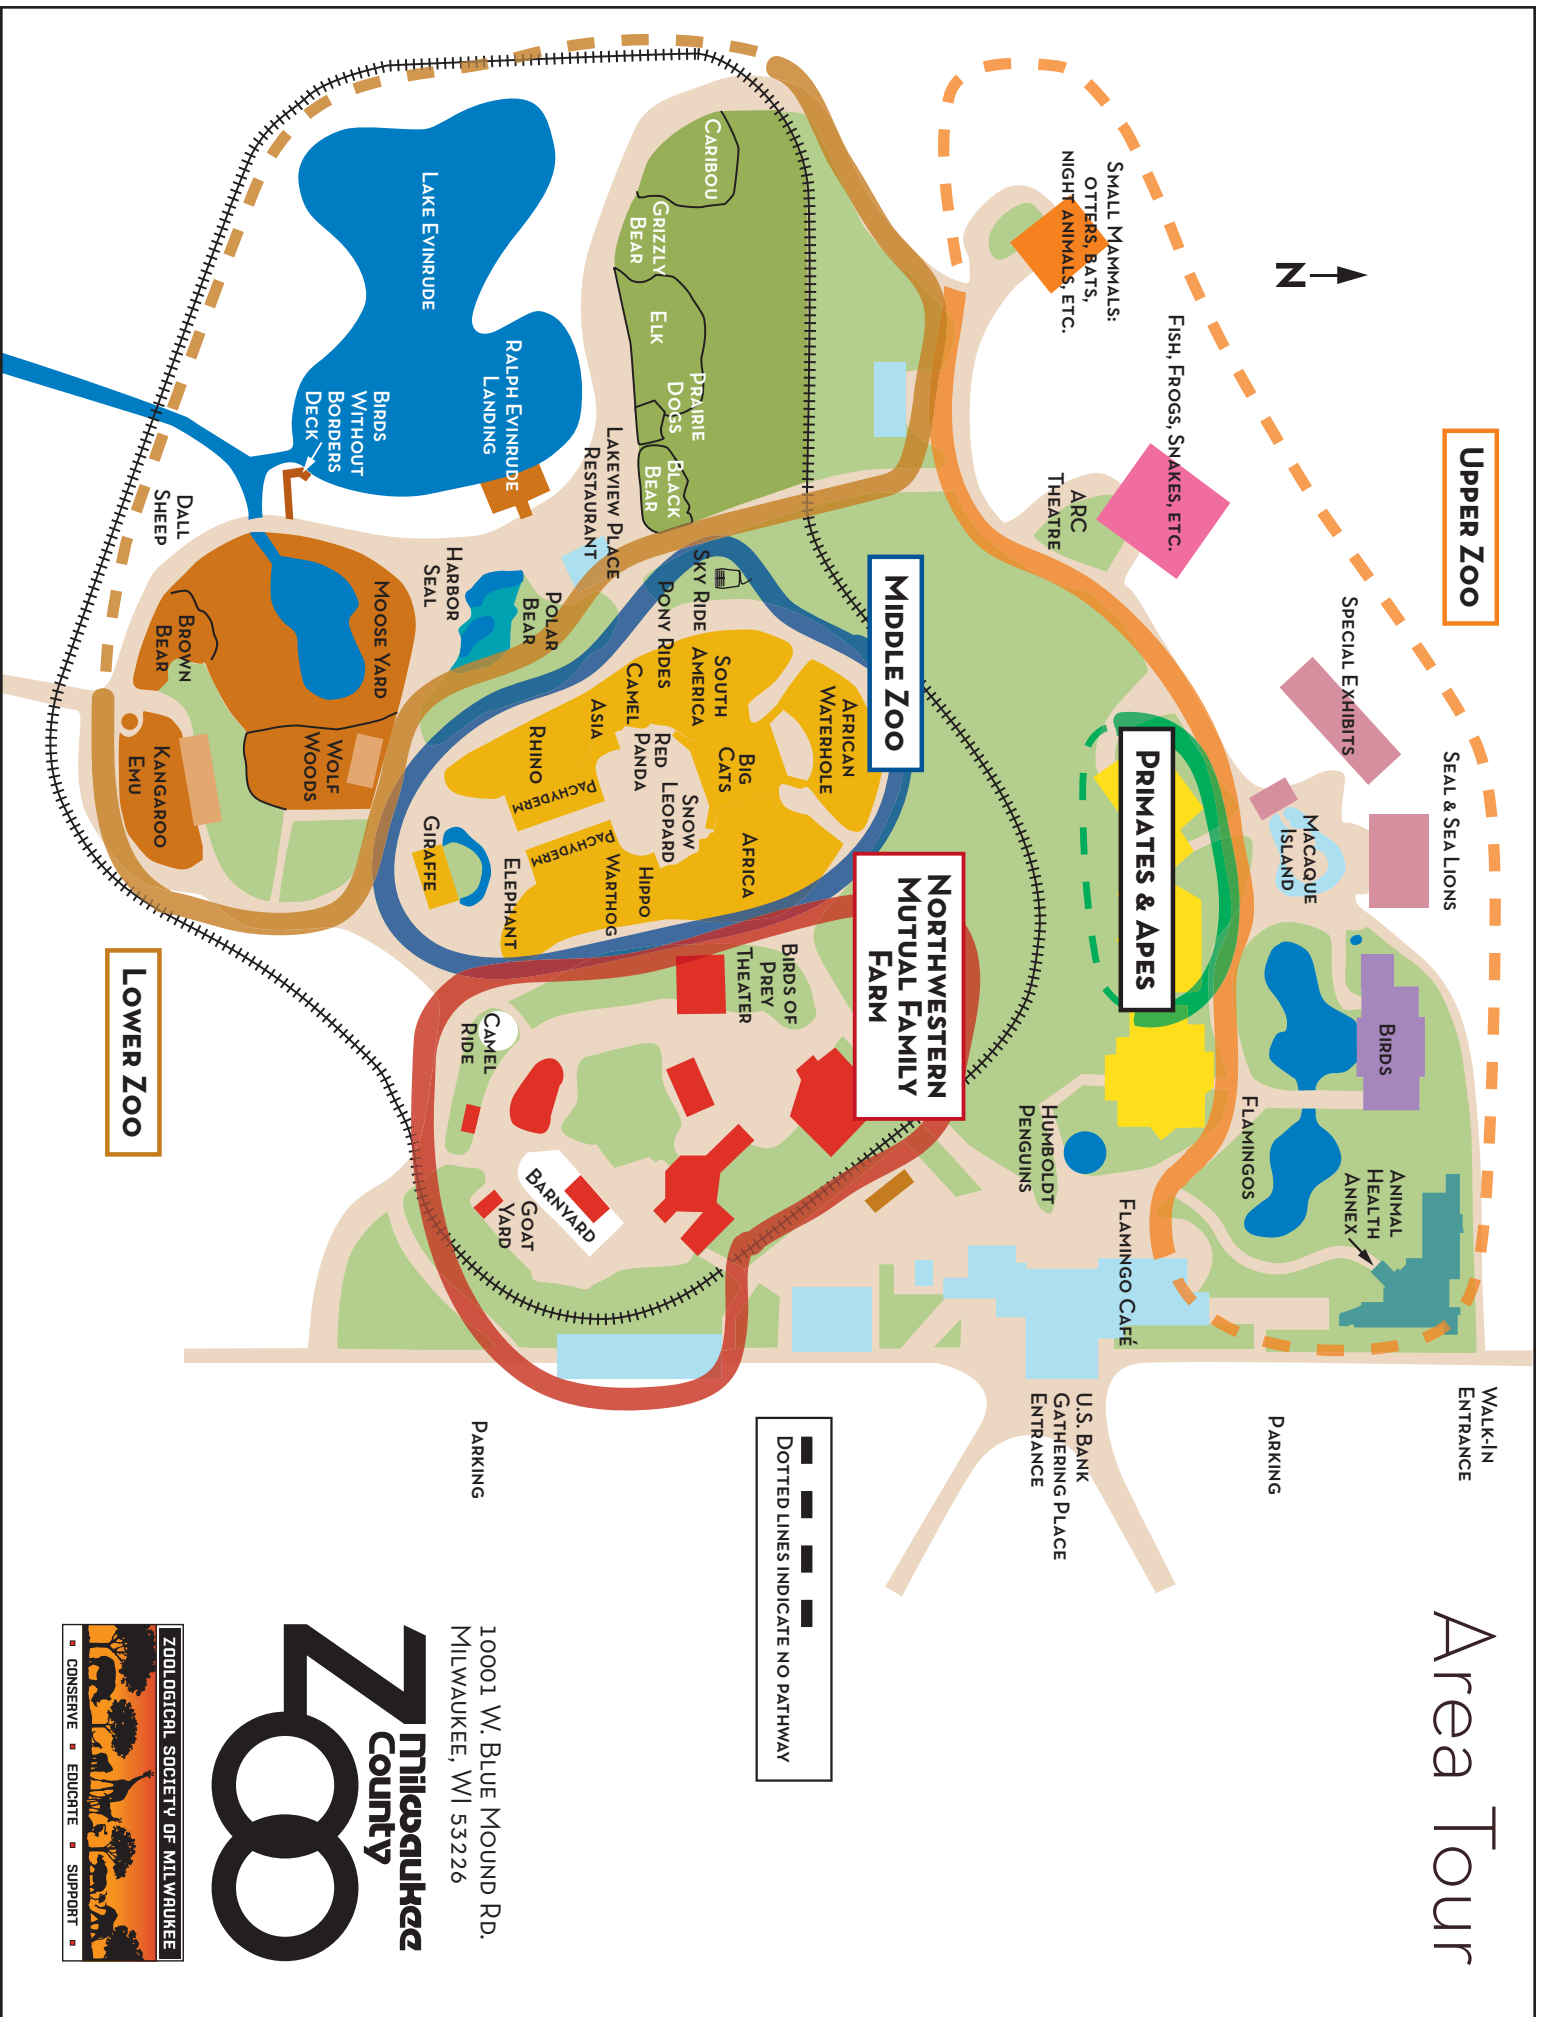 Area Tour
UPPER ZOO
WALK-IN
ENTRANCE
SEAL & SEA LIONS
SPECIAL EXHIBITS
MACAQUE
ISLAND
BIRDS
ANIMAL
HEALTH
ANNEX
PARKING
FLAMINGOS
N
FISH, FROGS, SNAKES, ETC.
SMALL MAMMALS:
OTTERS, BATS,
NIGHT ANIMALS, ETC.
ARC
THEATRE
PRIMATES & APES
FLAMINGO CAFÉ
HUMBOLDT
PENGUINS
U.S. BANK
GATHERING PLACE
ENTRANCE
MIDDLE ZOO
NORTHWESTERN
MUTUAL FAMILY
FARM
AFRICAN
WATERHOLE
BIG
CATS
AFRICA
SOUTH
AMERICA
SKY RIDE
PONY RIDES
CAMEL
ASIA
RED
PANDA
SNOW
LEOPARD
HIPPO
WARTHOG
PACHYDERM
PACHYDERM
RHINO
ELEPHANT
GIRAFFE
BIRDS OF
PREY
THEATER
CAMEL
RIDE
BARNYARD
GOAT
YARD
PARKING
DOTTED LINES INDICATE NO PATHWAY
CARIBOU
GRIZZLY
BEAR
ELK
PRAIRIE
DOGS
BLACK
BEAR
LAKEVIEW PLACE
RESTAURANT
POLAR
BEAR
HARBOR
SEAL
LAKE EVINRUDE
RALPH EVINRUDE
LANDING
BIRDS
WITHOUT
BORDERS
DECK
MOOSE YARD
WOLF
WOODS
DALL
SHEEP
BROWN
BEAR
KANGAROO
EMU
LOWER ZOO
10001 W. BLUE MOUND RD.
MILWAUKEE, WI 53226
Milwaukee
County
ZOO
ZOOLOGICAL SOCIETY OF MILWAUKEE
CONSERVE ▪ EDUCATE ▪ SUPPORT